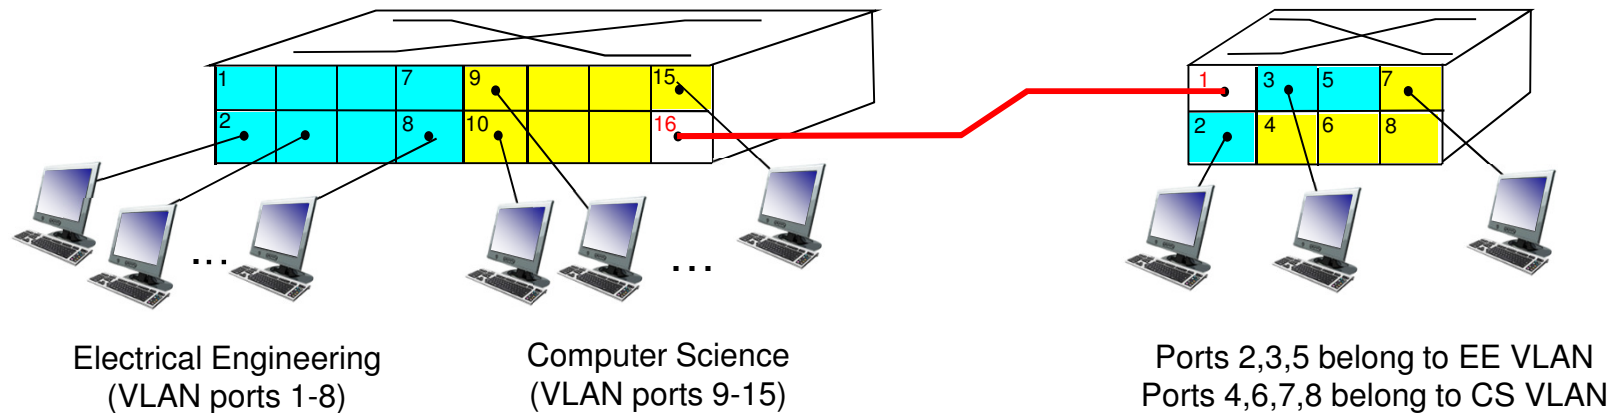 1 7 9 15
2 8 10 16
1 3 5 7
2 4 6 8
...
...
Electrical Engineering
(VLAN ports 1-8)
Computer Science
(VLAN ports 9-15)
Ports 2,3,5 belong to EE VLAN
Ports 4,6,7,8 belong to CS VLAN